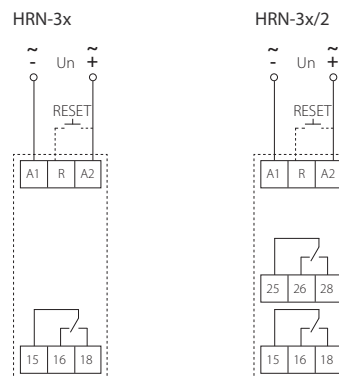 HRN-3x
HRN-3x/2
~ ~
- Un +
~ ~
- Un +
RESET
RESET
A1 R A2
A1 R A2
25 26 28
15 16 18
15 16 18